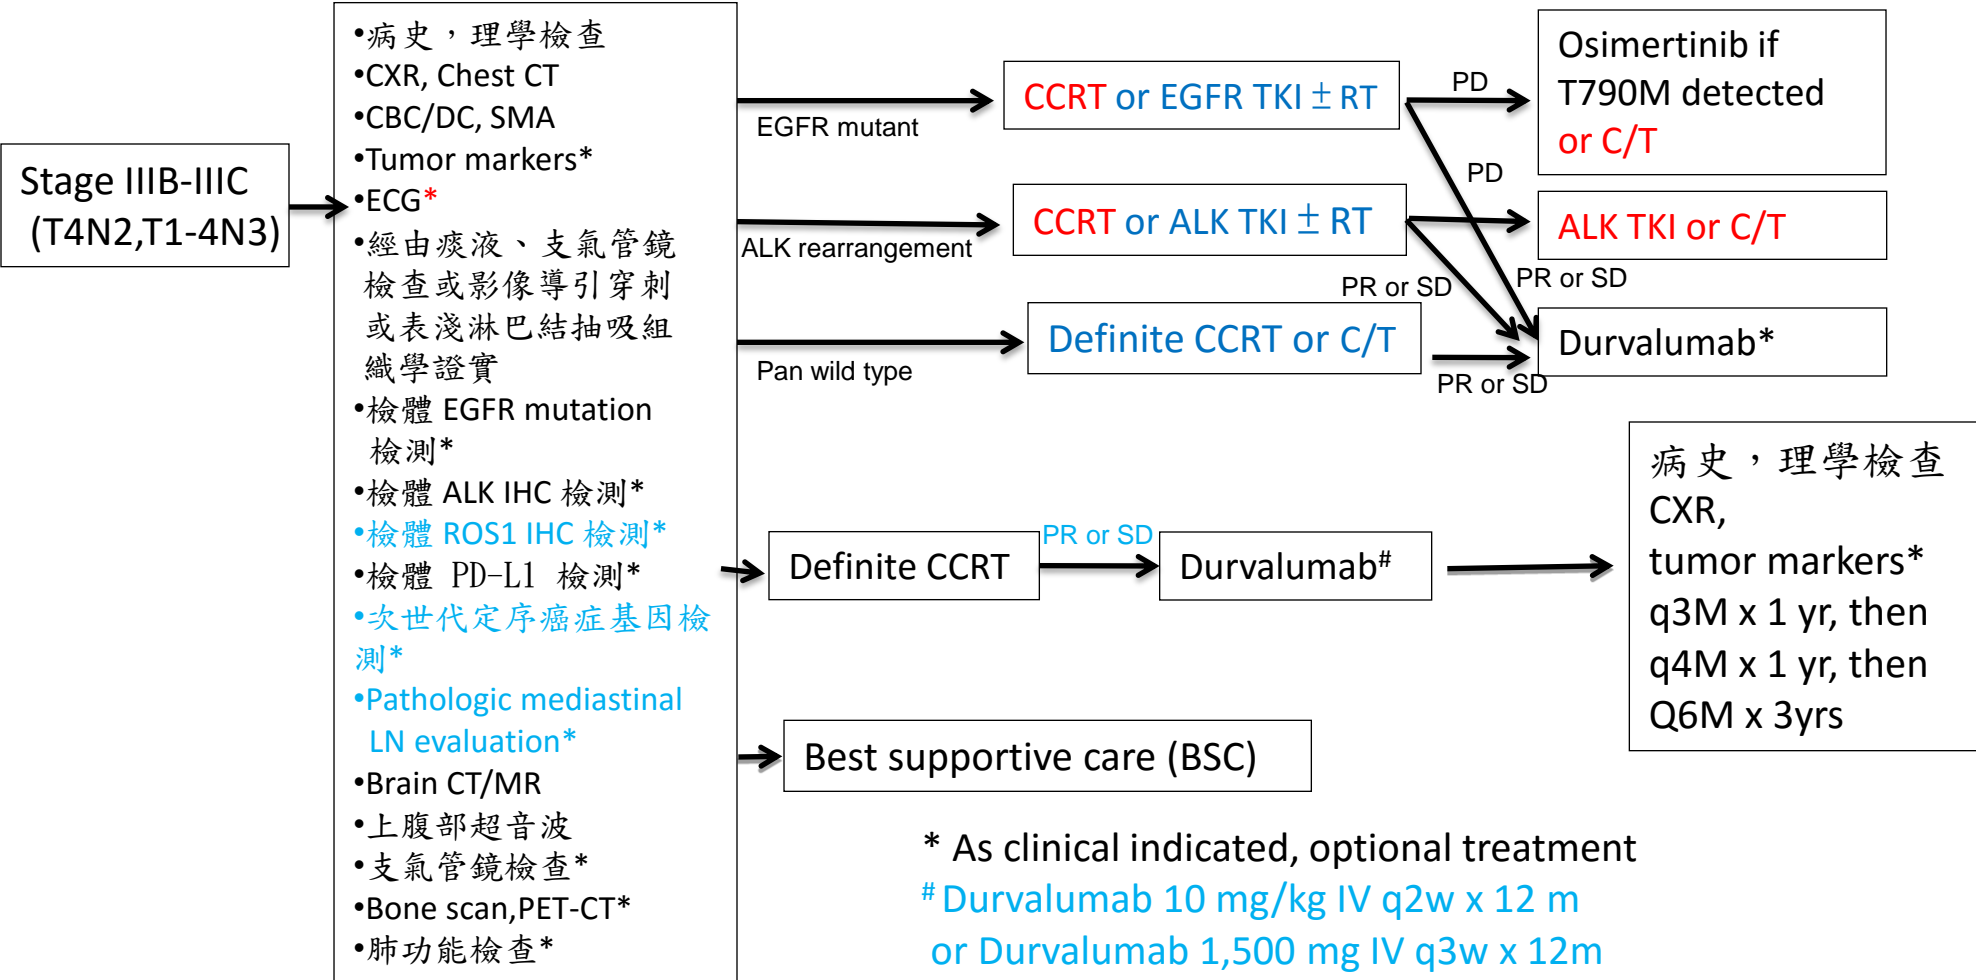 Stage IIIB-IIIC
(T4N2,T1-4N3)
•病史，理學檢查
•CXR, Chest CT
•CBC/DC, SMA
•Tumor markers*
•ECG*
•經由痰液、支氣管鏡
檢查或影像導引穿刺
或表淺淋巴結抽吸組
織學證實
•檢體 EGFR mutation
檢測*
•檢體 ALK IHC 檢測*
•檢體 ROS1 IHC 檢測*
•檢體 PD-L1 檢測*
•次世代定序癌症基因檢
測*
•Pathologic mediastinal
LN evaluation*
•Brain CT/MR
•上腹部超音波
•支氣管鏡檢查*
•Bone scan,PET-CT*
•肺功能檢查*
EGFR mutant
CCRT or EGFR TKI ± RT
PD
Osimertinib if
T790M detected
or C/T
ALK rearrangement
CCRT or ALK TKI ± RT
PD
ALK TKI or C/T
PR or SD
PR or SD
Pan wild type
Definite CCRT or C/T
PR or SD
Durvalumab*
Definite CCRT
PR or SD
Durvalumab#
病史，理學檢查
CXR,
tumor markers*
q3M x 1 yr, then
q4M x 1 yr, then
Q6M x 3yrs
Best supportive care (BSC)
* As clinical indicated, optional treatment
# Durvalumab 10 mg/kg IV q2w x 12 m
or Durvalumab 1,500 mg IV q3w x 12m